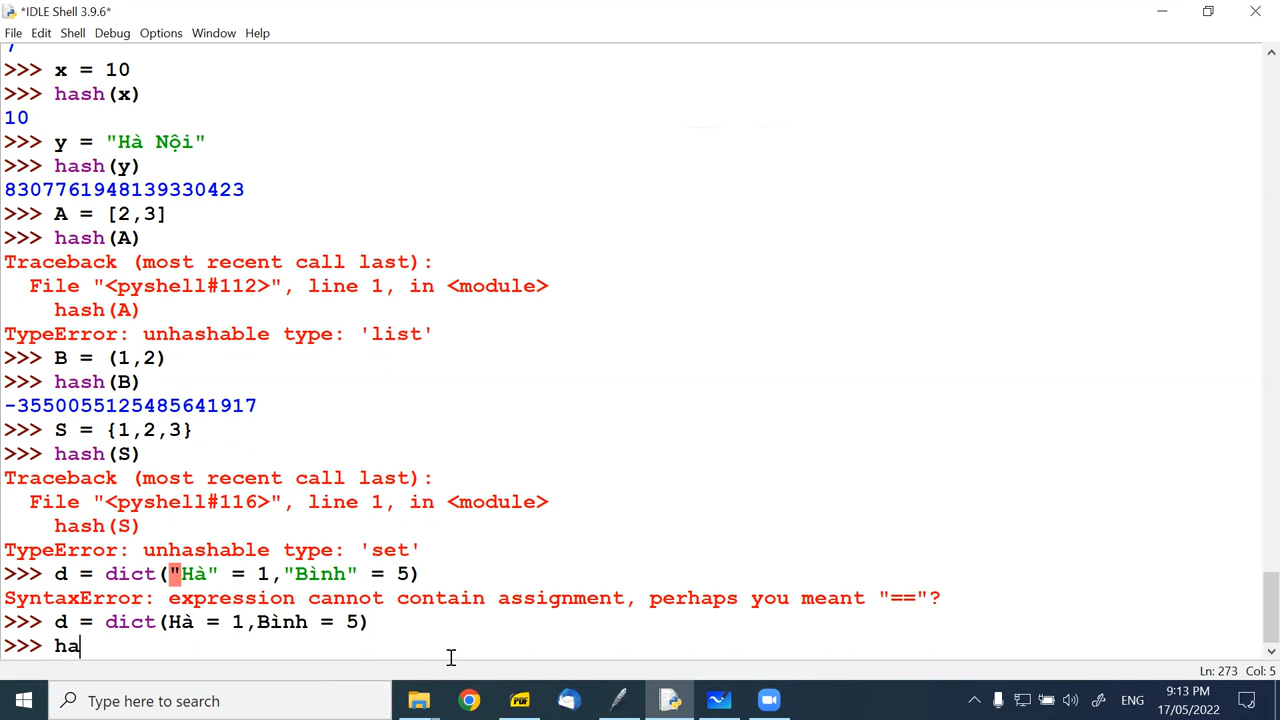 *IDLE Shell 3.9.6*
File Edit Shell Debug Options Window Help
7
>>> x = 10
>>> hash(x)
10
>>> y = "Hà Nội"
>>> hash(y)
8307761948139330423
>>> A = [2,3]
>>> hash(A)
Traceback (most recent call last):
  File "<pyshell#112>", line 1, in <module>
    hash(A)
TypeError: unhashable type: 'list'
>>> B = (1,2)
>>> hash(B)
-3550055125485641917
>>> S = {1,2,3}
>>> hash(S)
Traceback (most recent call last):
  File "<pyshell#116>", line 1, in <module>
    hash(S)
TypeError: unhashable type: 'set'
>>> d = dict("Hà" = 1,"Bình" = 5)
SyntaxError: expression cannot contain assignment, perhaps you meant "=="?
>>> d = dict(Hà = 1,Bình = 5)
>>> ha
Ln: 273 Col: 5
Type here to search
PDF
ENG
9:13 PM
17/05/2022